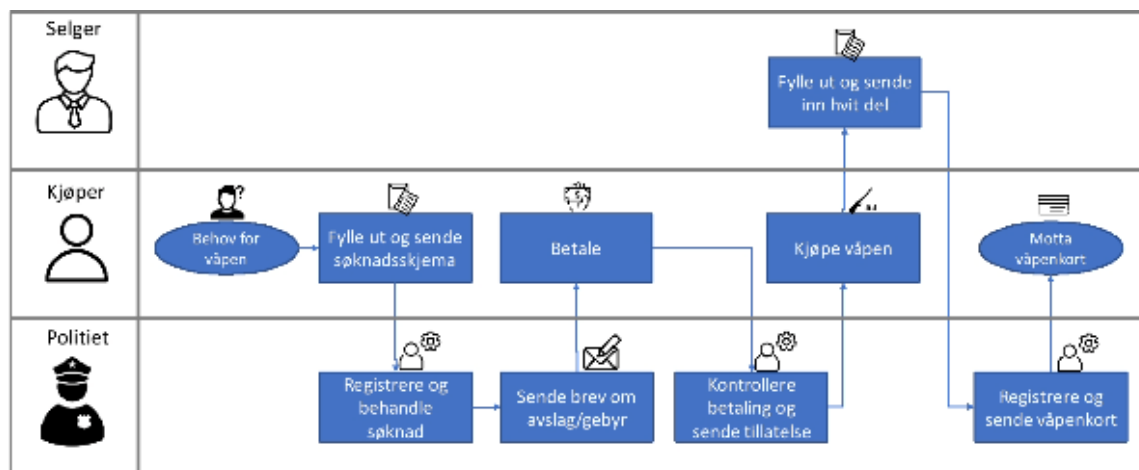 Selger
Fylle ut og sende
inn hvit del
Kjøper
Behov for
våpen
Fylle ut og sende
søknadsskjema
Betale
Kjøpe våpen
Motta
våpenkort
Politiet
Registrere og
behandle
søknad
Sende brev om
avslag/gebyr
Kontrollere
betaling og
sende tillatelse
Registrere og
sende våpenkort